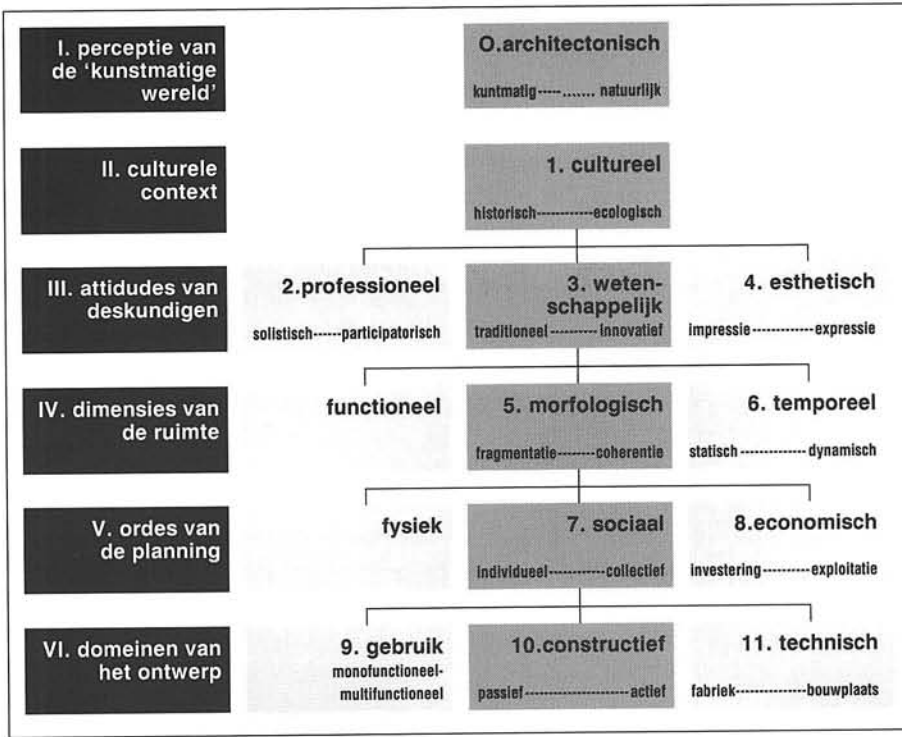 I. perceptie van
de ‘kunstmatige
wereld’
O.architectonisch
kuntmatig-----....... natuurlijk
II. culturele
context
1. cultureel
historisch-----------ecologisch
III. attidudes van
deskundigen
2.professioneel
solistisch------participatorisch
3. weten-
schappelijk
traditioneel ---------- innovatief
4. esthetisch
impressie -------------- expressie
IV. dimensies van
de ruimte
functioneel
5. morfologisch
fragmentatie--------coherentie
6. temporeel
statisch --------------dynamisch
V. ordes van
de planning
fysiek
7. sociaal
individueel------------collectief
8.economisch
investering-----------exploitatie
VI. domeinen van
het ontwerp
9. gebruik
monofunctioneel-
multifunctioneel
10.constructief
passief---------------------actief
11. technisch
fabriek---------------bouwplaats